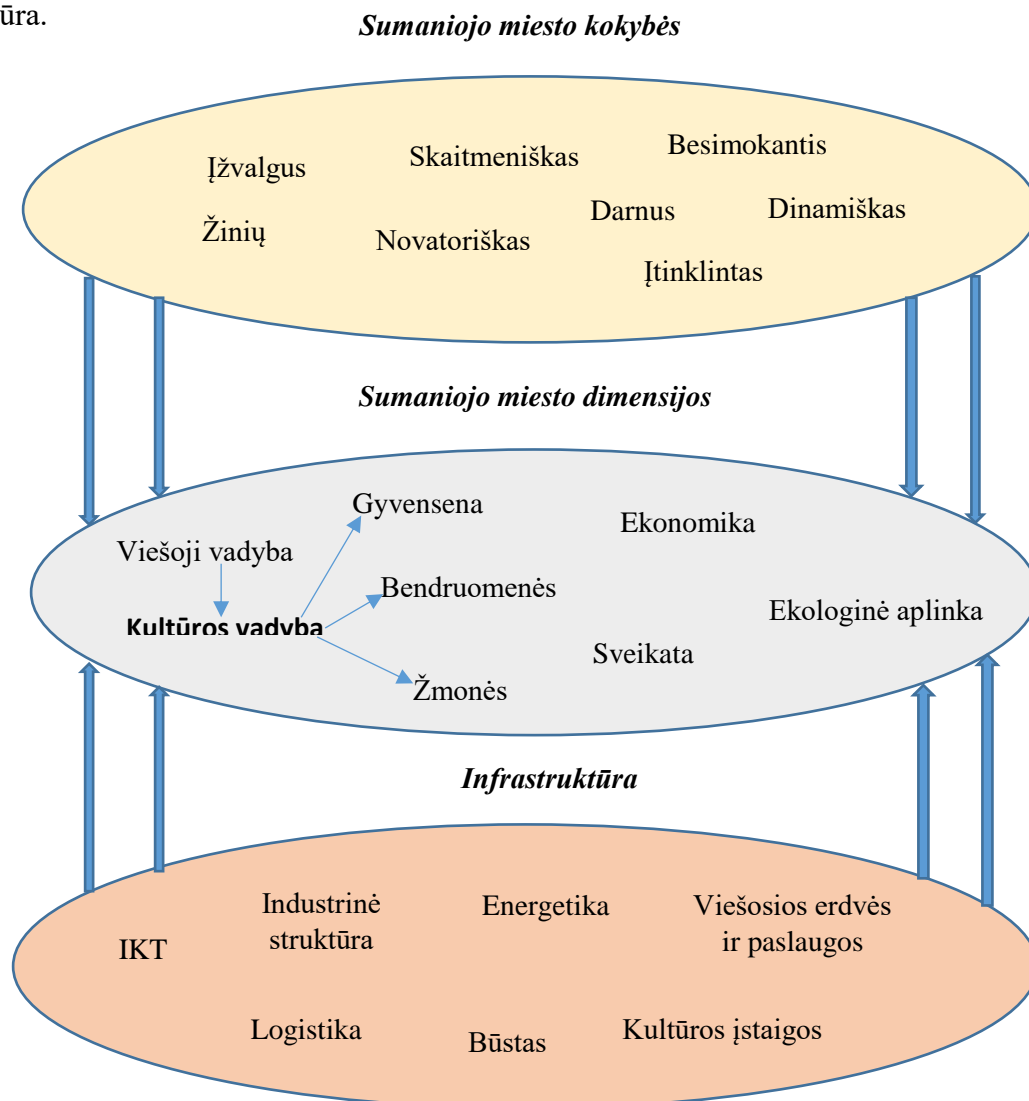 ūra.
Sumaniojo miesto kokybės
Įžvalgus
Skaitmeniškas
Besimokantis
Žinių
Novatoriškas
Darnus
Dinamiškas
Įtinklintas
Sumaniojo miesto dimensijos
Gyvensena
Ekonomika
Viešoji vadyba
Bendruomenės
Ekologinė aplinka
Kultūros vadyba
Sveikata
Žmonės
Infrastruktūra
IKT
Industrinė
struktūra
Energetika
Viešosios erdvės
ir paslaugos
Logistika
Būstas
Kultūros įstaigos